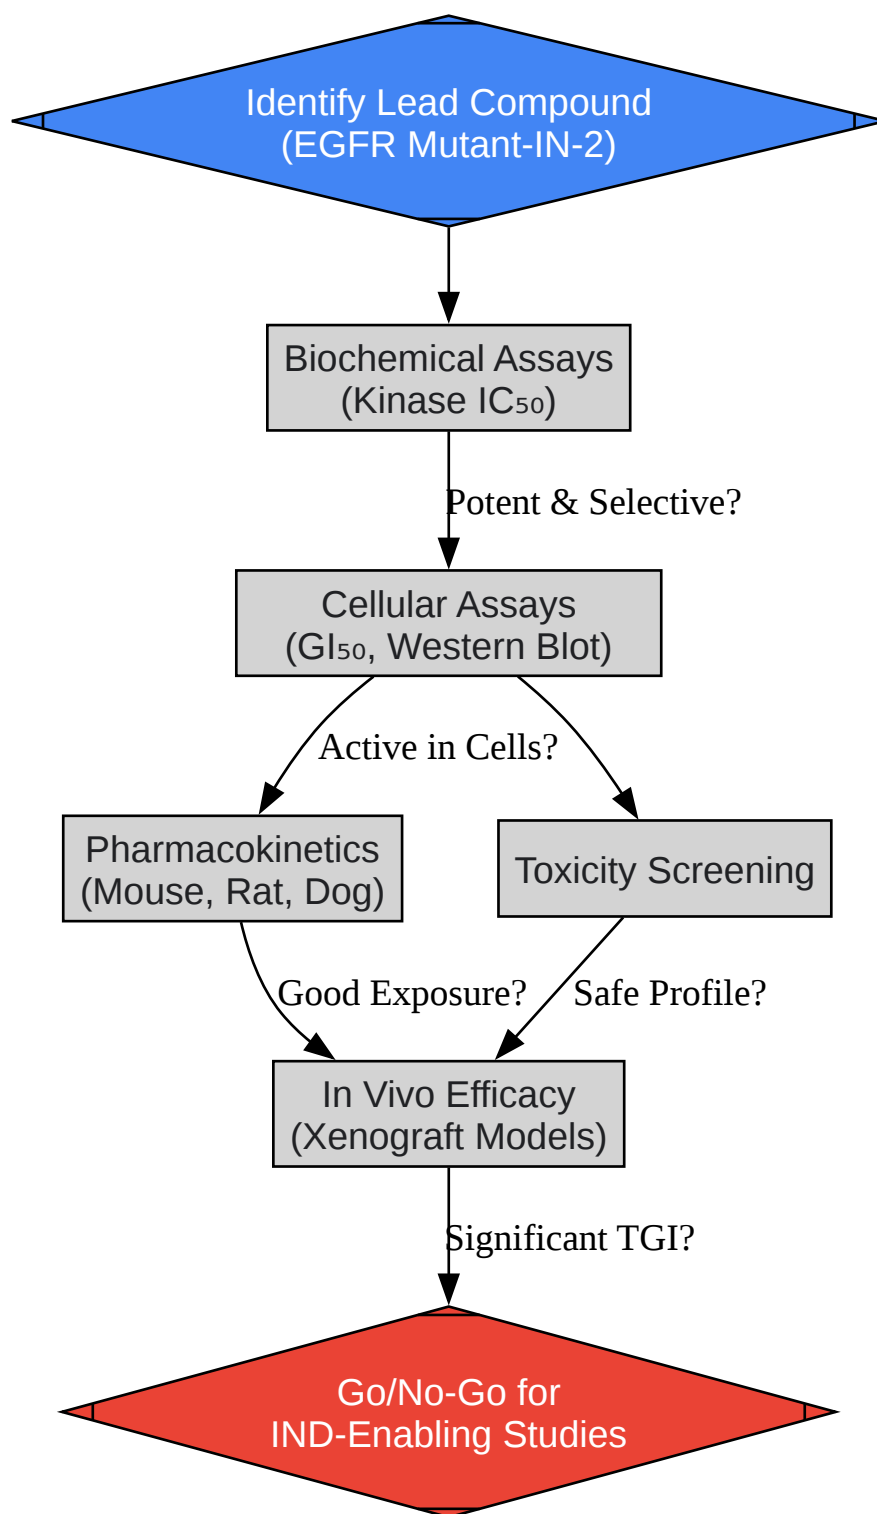 Identify Lead Compound
(EGFR Mutant-IN-2)
Biochemical Assays
(Kinase IC₅₀)
Potent & Selective?
Cellular Assays
(GI₅₀, Western Blot)
Active in Cells?
Pharmacokinetics
(Mouse, Rat, Dog)
Toxicity Screening
Good Exposure?
Safe Profile?
In Vivo Efficacy
(Xenograft Models)
Significant TGI?
Go/No-Go for
IND-Enabling Studies